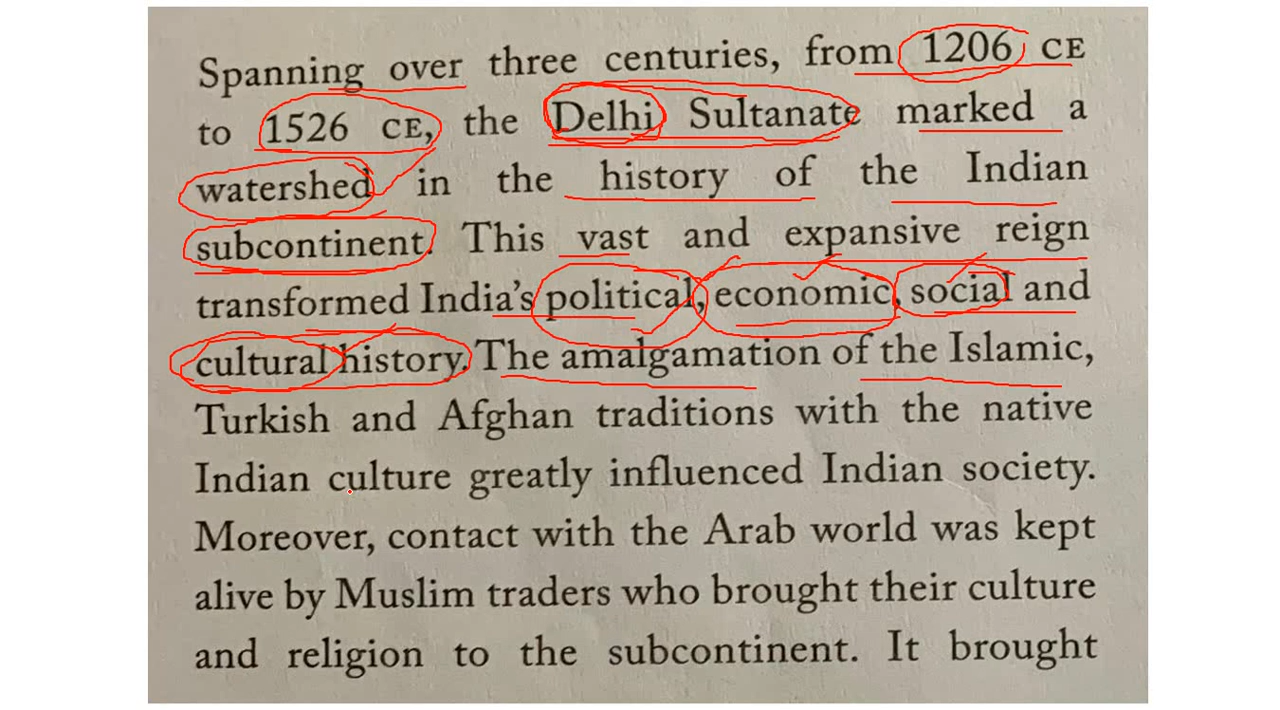 Spanning over three centuries, from 1206 CE
to 1526 CE, the Delhi Sultanate marked a
watershed in the history of the Indian
subcontinent. This vast and expansive reign
transformed India's political, economic, social and
cultural history. The amalgamation of the Islamic,
Turkish and Afghan traditions with the native
Indian culture greatly influenced Indian society.
Moreover, contact with the Arab world was kept
alive by Muslim traders who brought their culture
and religion to the subcontinent. It brought